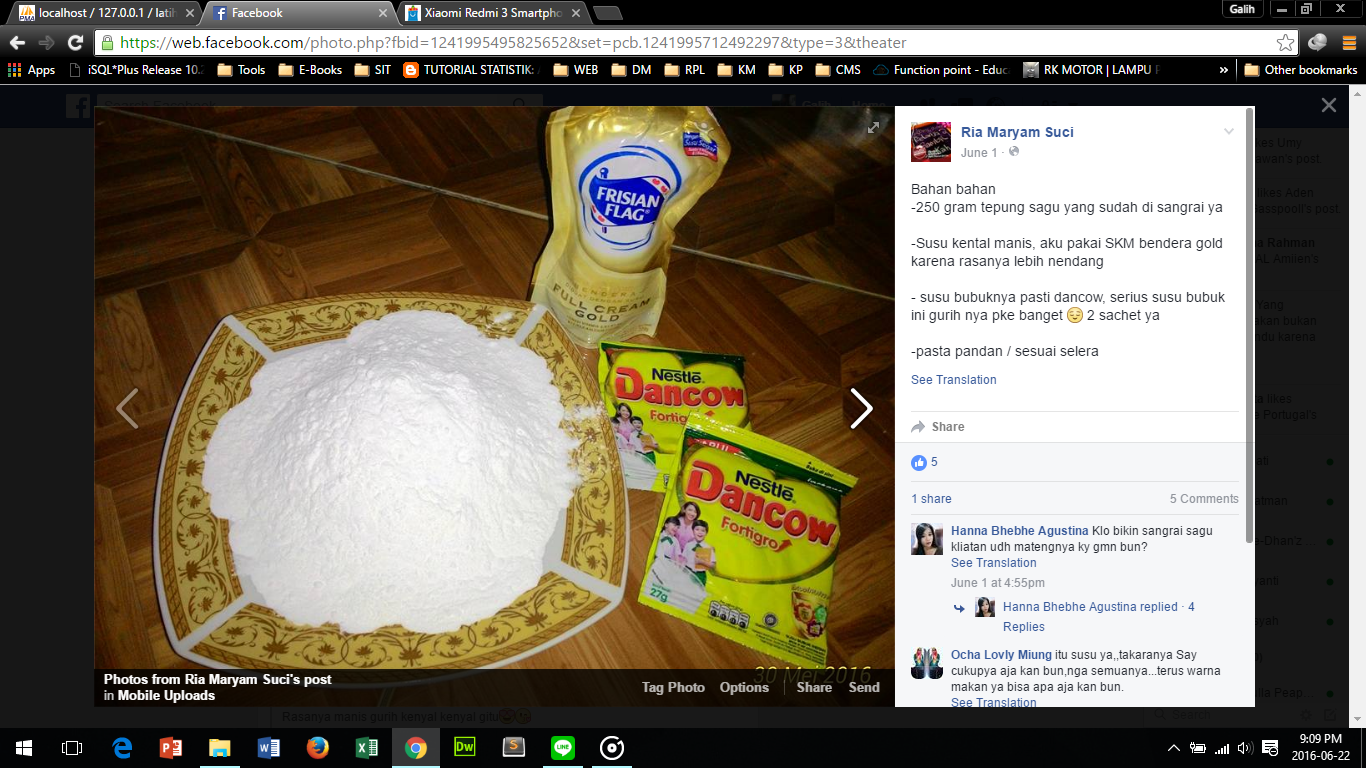 localhost / 127.0.0.1 / latih
Facebook
Xiaomi Redmi 3 Smartpho
Galih
https://web.facebook.com/photo.php?fbid=1241995495825652&set=pcb.1241995712492297&type=3&theater
Apps
iSQL*Plus Release 10.2
Tools
E-Books
SIT
TUTORIAL STATISTIK:
WEB
DM
RPL
KM
KP
CMS
Function point - Educ
RK MOTOR | LAMPU
»
Other bookmarks
Search Facebook
Galih
Home
FRISIAN
FLAG
FULL CREAM
GOLD
Nestlé
DANCOW
Fortigro
Nestlé
DANCOW
Fortigro
27g
30 Mei 2016
Photos from Ria Maryam Suci's post
in Mobile Uploads
Tag Photo
Options
Share
Send
Ria Maryam Suci
June 1 ·
Bahan bahan
-250 gram tepung sagu yang sudah di sangrai ya
-Susu kental manis, aku pakai SKM bendera gold
karena rasanya lebih nendang
- susu bubuknya pasti dancow, serius susu bubuk
ini gurih nya pke banget 😌 2 sachet ya
-pasta pandan / sesuai selera
See Translation
Share
5
1 share
5 Comments
Hanna Bhebhe Agustina Klo bikin sangrai sagu
kliatan udh matengnya ky gmn bun?
See Translation
June 1 at 4:55pm
Hanna Bhebhe Agustina replied · 4
Replies
Ocha Lovly Miung itu susu ya,,takaranya Say
cukupya aja kan bun,nga semuanya...terus warna
makan ya bisa apa aja kan bun.
See Translation
Rasanya manis gurih kenyal kenyal gitu
Search
9:09 PM
2016-06-22